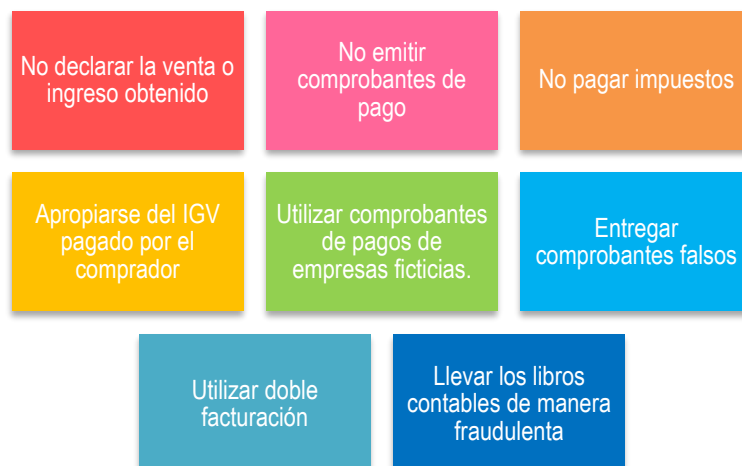 No declarar la venta o
ingreso obtenido
No emitir
comprobantes de
pago
No pagar impuestos
Apropiarse del IGV
pagado por el
comprador
Utilizar comprobantes
de pagos de
empresas ficticias.
Entregar
comprobantes falsos
Utilizar doble
facturación
Llevar los libros
contables de manera
fraudulenta